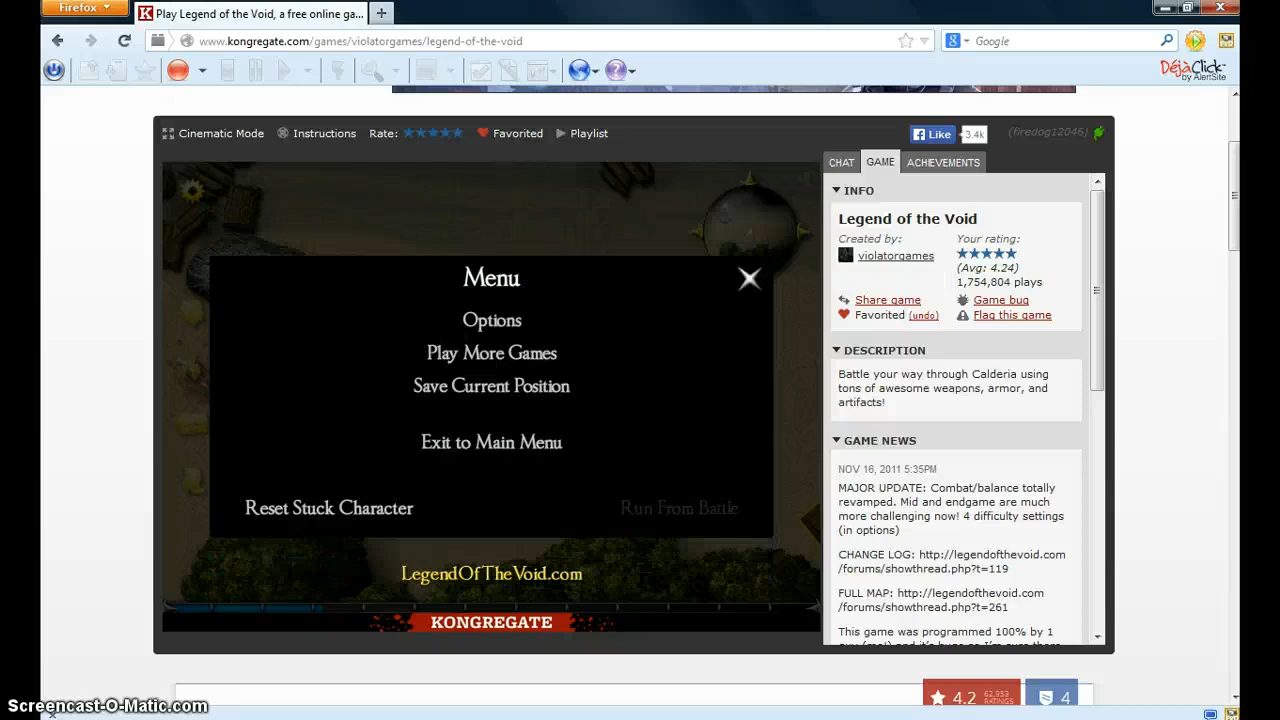 Firefox
Play Legend of the Void, a free online ga...
www.kongregate.com/games/violatorgames/legend-of-the-void
Google
DéjàClick
by AlertSite
Cinematic Mode
Instructions
Rate:
Favorited
Playlist
Like
3.4k
(firedog12046)
CHAT
GAME
ACHIEVEMENTS
INFO
Legend of the Void
Created by:
violatorgames
Your rating:
(Avg: 4.24)
1,754,804 plays
Share game
Game bug
Favorited (undo)
Flag this game
DESCRIPTION
Battle your way through Calderia using
tons of awesome weapons, armor, and
artifacts!
GAME NEWS
NOV 16, 2011 5:35PM
MAJOR UPDATE: Combat/balance totally
revamped. Mid and endgame are much
more challenging now! 4 difficulty settings
(in options)
CHANGE LOG: http://legendofthevoid.com
/forums/showthread.php?t=119
FULL MAP: http://legendofthevoid.com
/forums/showthread.php?t=261
This game was programmed 100% by 1
Menu
Options
Play More Games
Save Current Position
Exit to Main Menu
Reset Stuck Character
Run From Battle
LegendOfTheVoid.com
KONGREGATE
4.2
RATINGS
4
Screencast-O-Matic.com